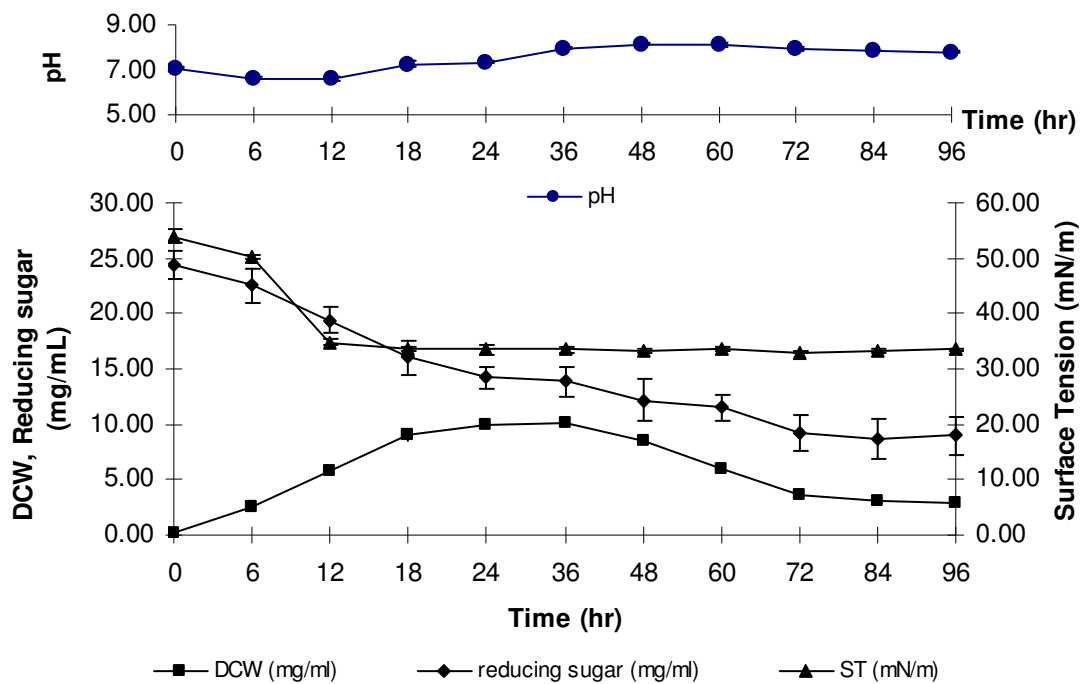 9.00
7.00
5.00
pH
Time (hr)
0 6 12 18 24 36 48 60 72 84 96
pH
30.00
25.00
20.00
15.00
10.00
5.00
0.00
DCW, Reducing sugar
(mg/mL)
60.00
50.00
40.00
30.00
20.00
10.00
0.00
Surface Tension (mN/m)
0 6 12 18 24 36 48 60 72 84 96
Time (hr)
DCW (mg/ml) reducing sugar (mg/ml) ST (mN/m)